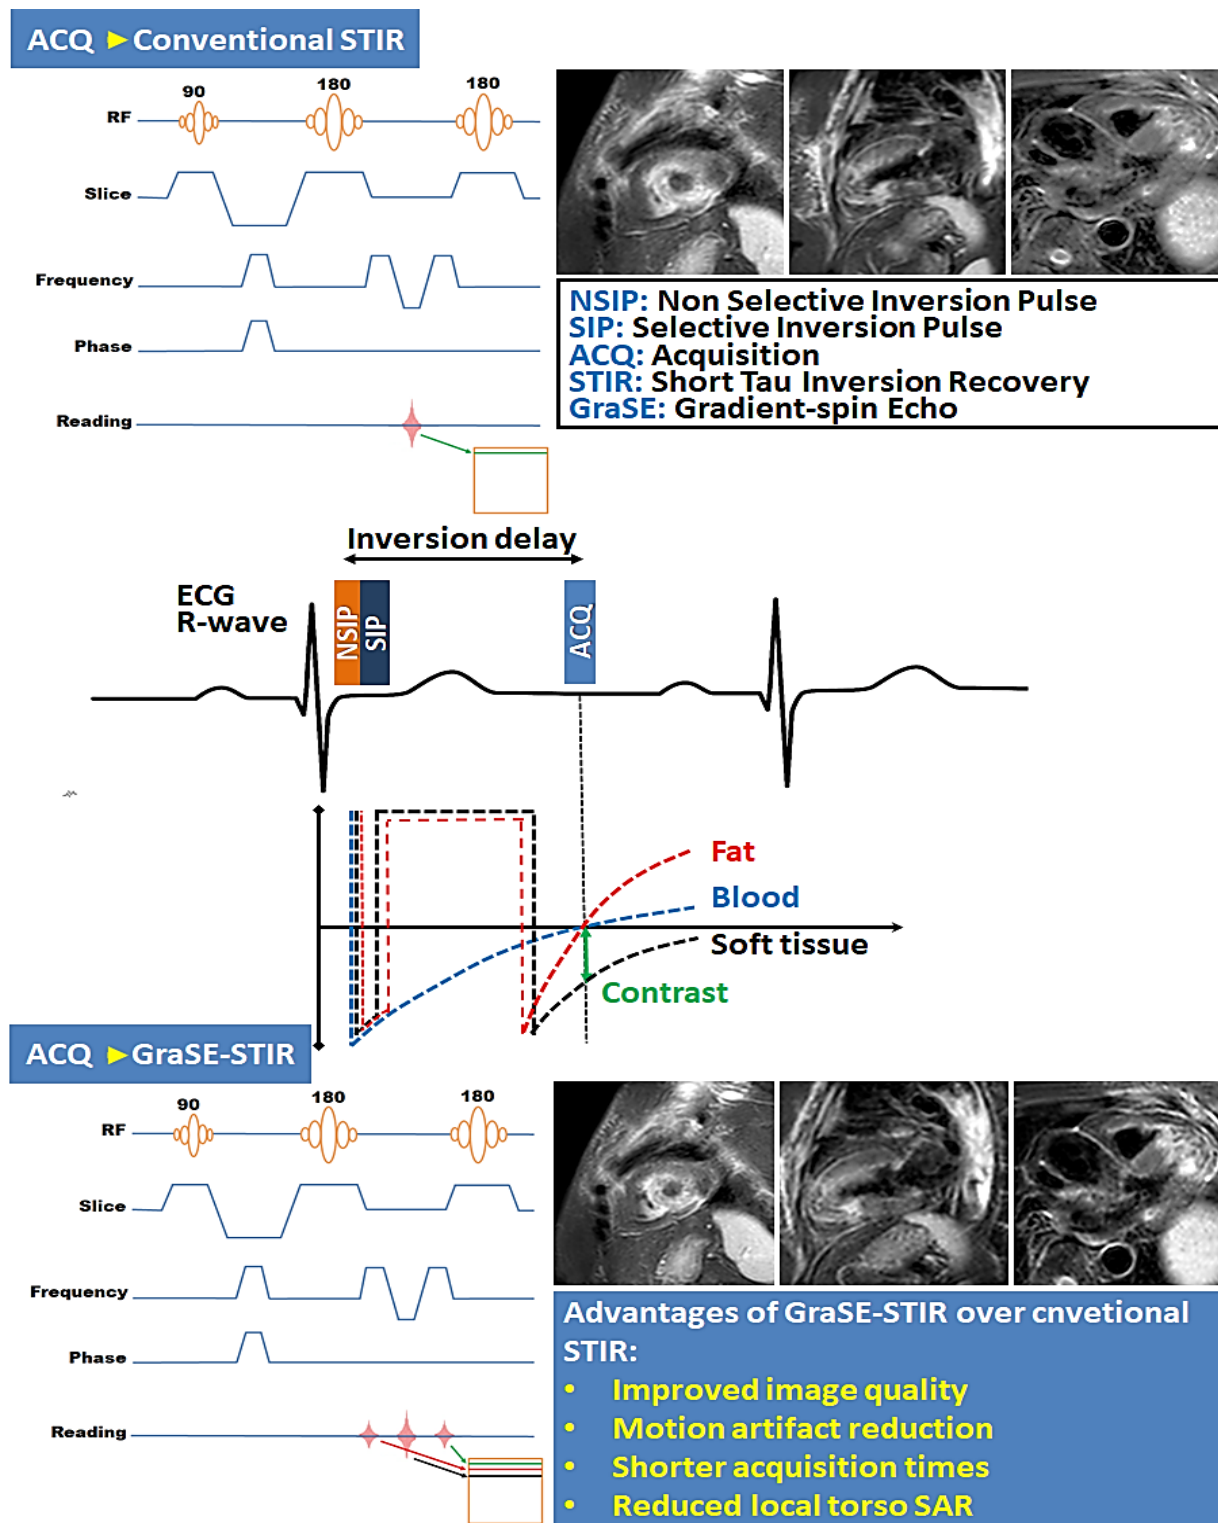 ACQ ►Conventional STIR
90
180
180
RF
Slice
Frequency
Phase
Reading
NSIP: Non Selective Inversion Pulse
SIP: Selective Inversion Pulse
ACQ: Acquisition
STIR: Short Tau Inversion Recovery
GraSE: Gradient-spin Echo
Inversion delay
ECG
R-wave
NSIP
SIP
ACQ
Fat
Blood
Soft tissue
Contrast
ACQ ►GraSE-STIR
90
180
180
RF
Slice
Frequency
Phase
Reading
Advantages of GraSE-STIR over cnvetional
STIR:
• Improved image quality
• Motion artifact reduction
• Shorter acquisition times
• Reduced local torso SAR